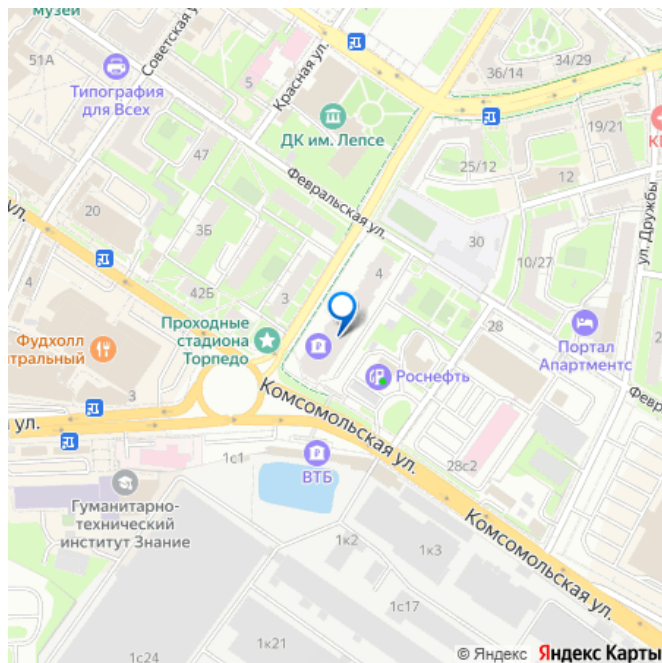 музей
51А
Советская у
Типография
для Всех
Красная ул.
5
36/14
34/29
19/21
ДК им. Лепсе
47
Февральская ул.
25/12
12
20
ул.
3Б
30
ул. Дружбы
4
4
10/27
42Б
3
Проходные
стадиона
Торпедо
28
Фудхолл
нтральный
Роснефть
Портал
Апартментс
Февр
3
Комсомольская ул.
ул.
1с1
ВТБ
28с2
Гуманитарно-
технический
институт Знание
Комсомольская ул.
1к2
1к3
1с17
1к21
1с24
© Яндекс Яндекс Карты